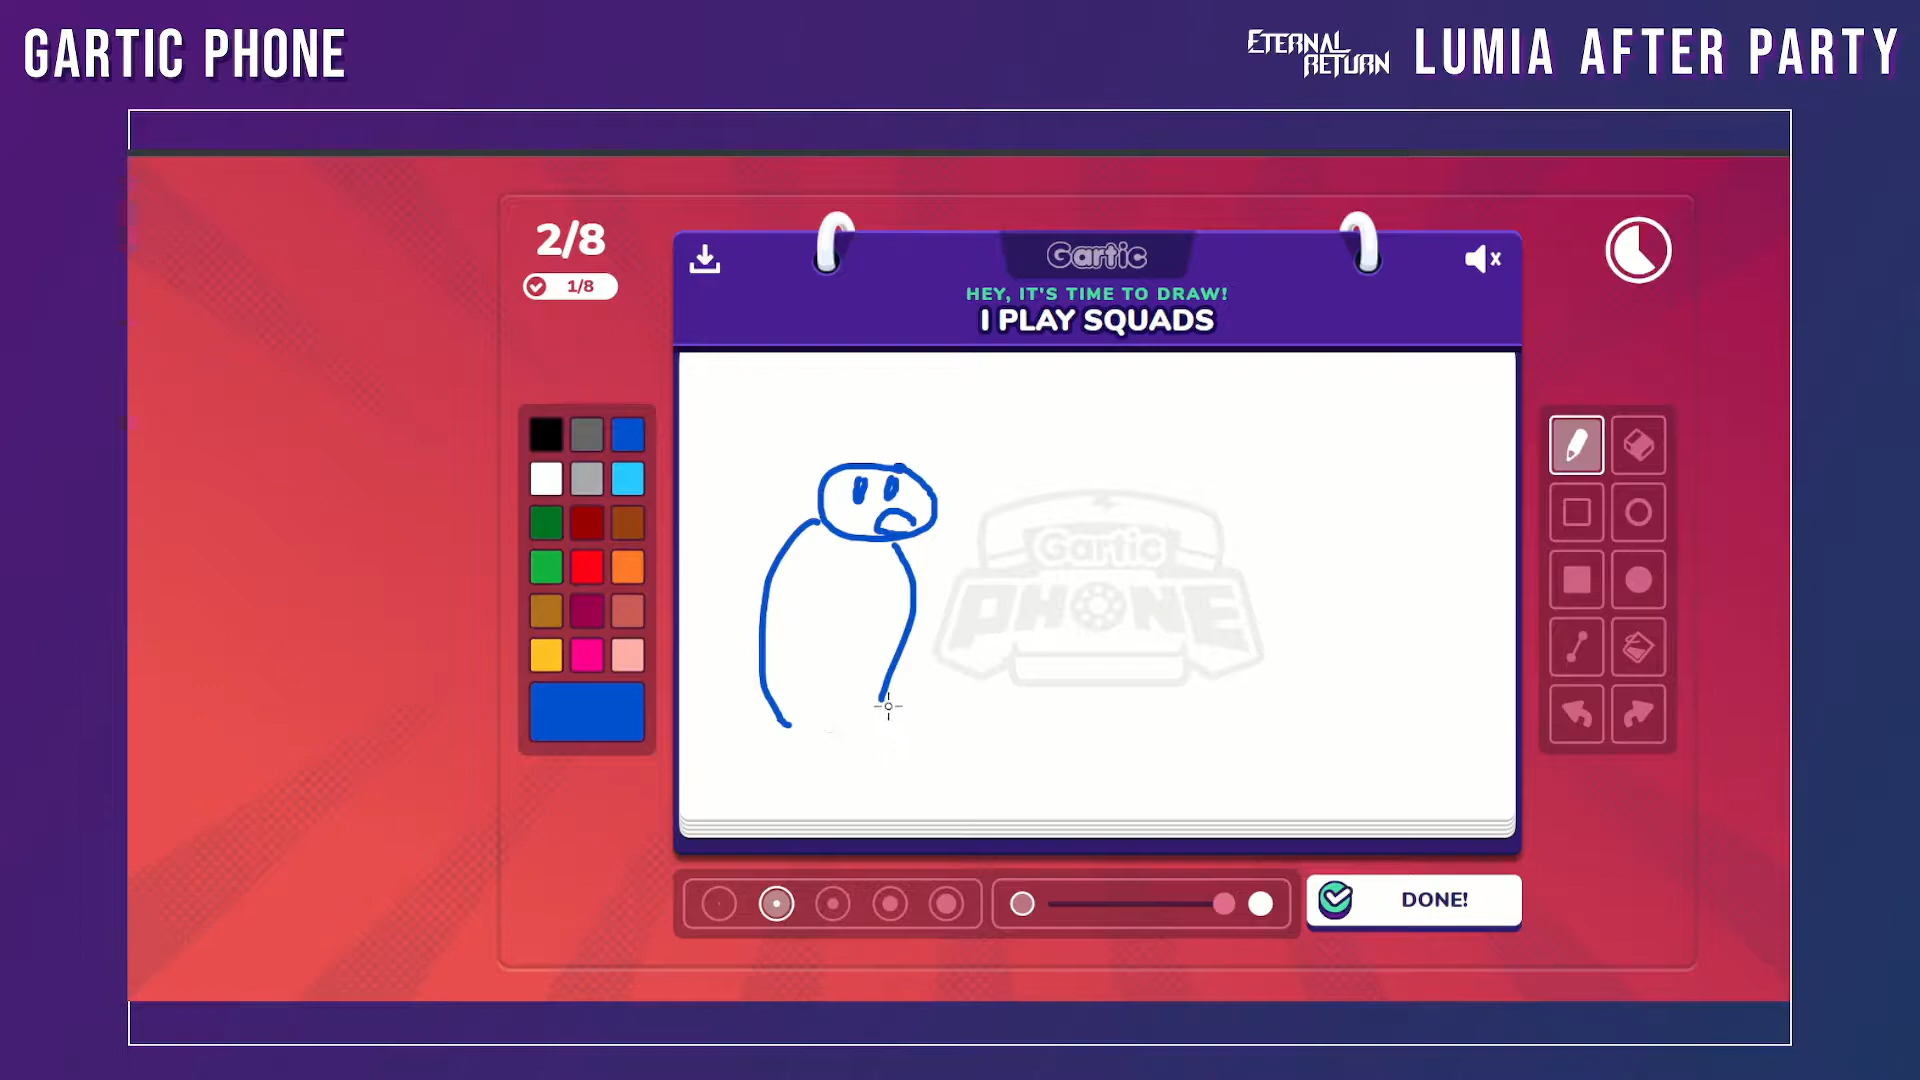 GARTIC PHONE
ETERNAL RETURN
LUMIA AFTER PARTY
2/8
1/8
Gartic
HEY, IT'S TIME TO DRAW!
I PLAY SQUADS
Gartic
PHONE
DONE!